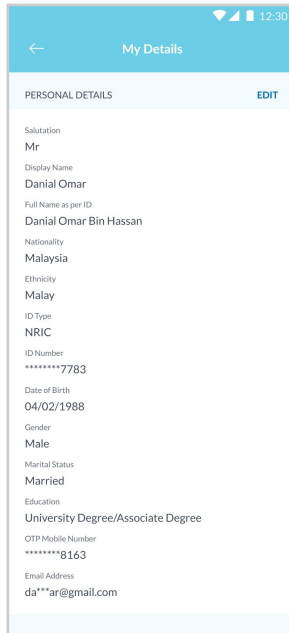 12:30
My Details
PERSONAL DETAILS EDIT
Salutation
Mr
Display Name
Danial Omar
Full Name as per ID
Danial Omar Bin Hassan
Nationality
Malaysia
Ethnicity
Malay
ID Type
NRIC
ID Number
********7783
Date of Birth
04/02/1988
Gender
Male
Marital Status
Married
Education
University Degree/Associate Degree
OTP Mobile Number
********8163
Email Address
da***ar@gmail.com